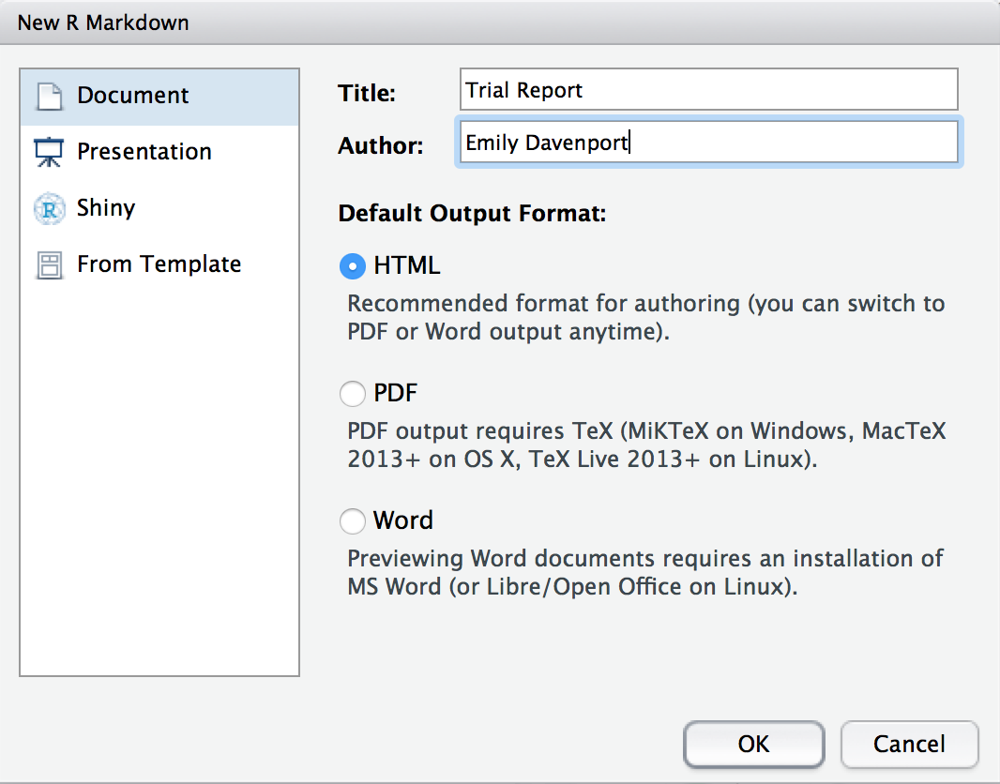 New R Markdown
Document
Presentation
Shiny
From Template
Title: Trial Report
Author: Emily Davenport
Default Output Format:
HTML
Recommended format for authoring (you can switch to
PDF or Word output anytime).
PDF
PDF output requires TeX (MiKTeX on Windows, MacTeX
2013+ on OS X, TeX Live 2013+ on Linux).
Word
Previewing Word documents requires an installation of
MS Word (or Libre/Open Office on Linux).
OK Cancel